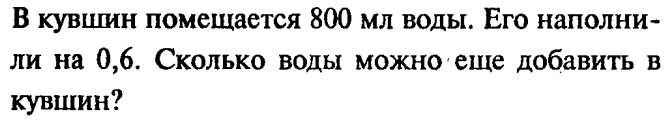 В кувшин помещается 800 мл воды. Его наполни-
ли на 0,6. Сколько воды можно еще добавить в
кувшин?